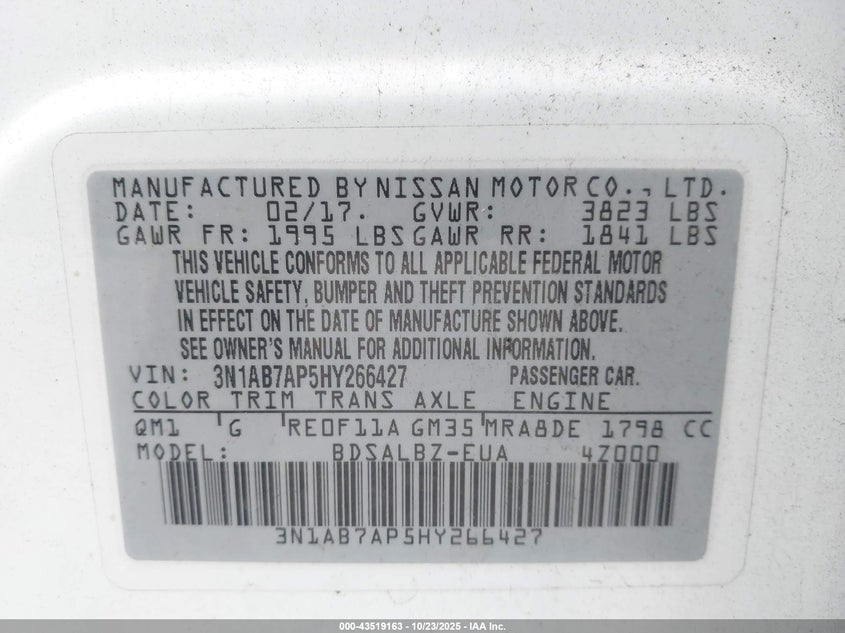 MANUFACTURED BY NISSAN MOTOR CO., LTD.
DATE: 02/17. GVWR: 3823 LBS
GAWR FR: 1995 LBS GAWR RR: 1841 LBS
THIS VEHICLE CONFORMS TO ALL APPLICABLE FEDERAL MOTOR
VEHICLE SAFETY, BUMPER AND THEFT PREVENTION STANDARDS
IN EFFECT ON THE DATE OF MANUFACTURE SHOWN ABOVE.
SEE OWNER'S MANUAL FOR ADDITIONAL INFORMATION.
VIN: 3N1AB7AP5HY266427 PASSENGER CAR.
COLOR TRIM TRANS AXLE ENGINE
QM1 G RE0F11A GM35 MRA8DE 1798 CC
MODEL: BDSALBZ-EUA 4Z000
3N1AB7AP5HY266427
000-43519163 - 10/23/2025 - IAA Inc.